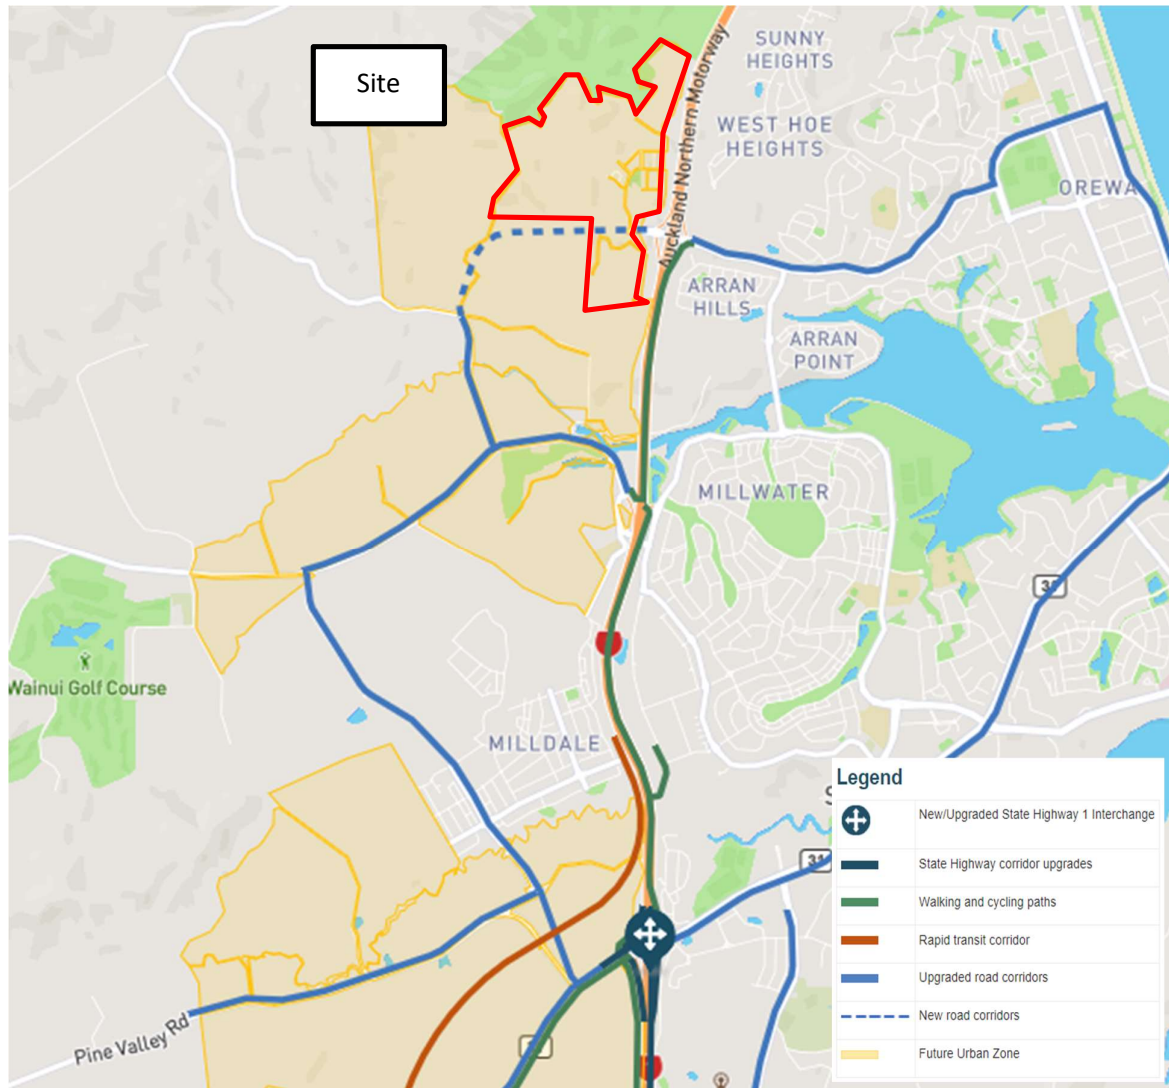 Site
SUNNY
HEIGHTS
WEST HOE
HEIGHTS
Auckland Northern Motorway
OREWA
ARRAN
HILLS
ARRAN
POINT
MILLWATER
Wainui Golf Course
MILLDALE
Pine Valley Rd
31
Legend
New/Upgraded State Highway 1 Interchange
State Highway corridor upgrades
Walking and cycling paths
Rapid transit corridor
Upgraded road corridors
New road corridors
Future Urban Zone